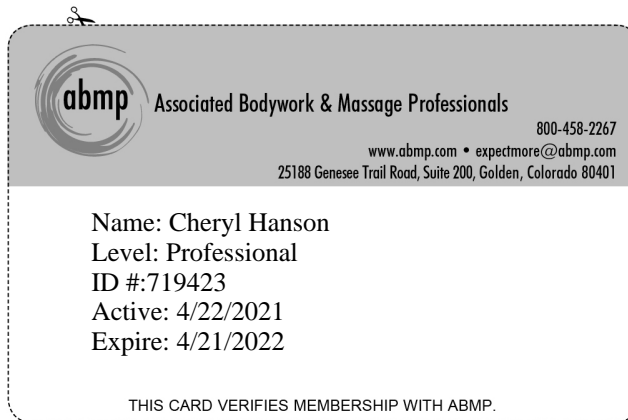 abmp
Associated Bodywork & Massage Professionals
800-458-2267
www.abmp.com • expectmore@abmp.com
25188 Genesee Trail Road, Suite 200, Golden, Colorado 80401
Name: Cheryl Hanson
Level: Professional
ID #:719423
Active: 4/22/2021
Expire: 4/21/2022
THIS CARD VERIFIES MEMBERSHIP WITH ABMP.